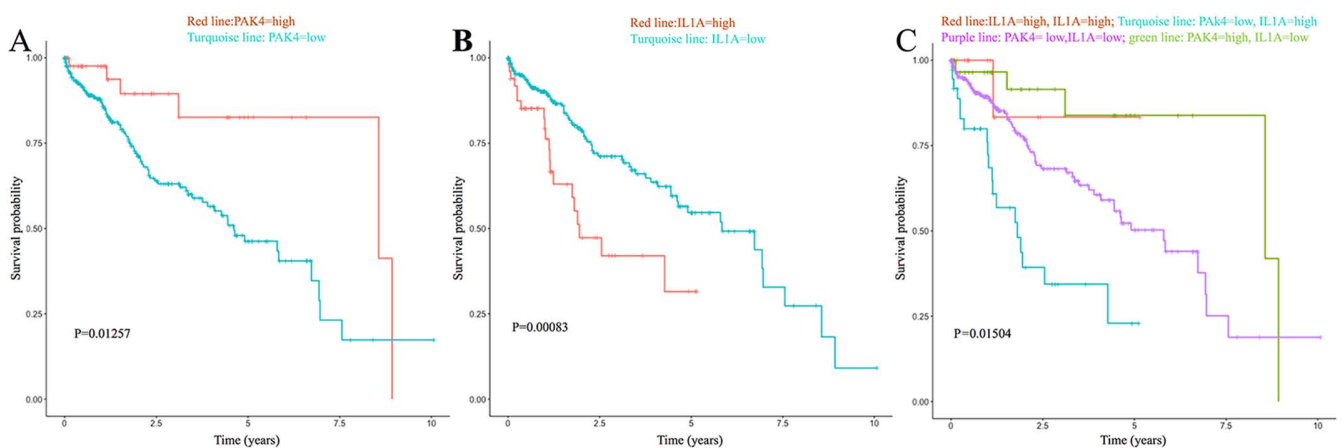 A
Red line:PAK4=high
Turquoise line: PAK4=low
Survival probability
1.00
0.75
0.50
0.25
0.00
P=0.01257
0
2.5
5
7.5
10
Time (years)
B
Red line:IL1A=high
Turquoise line: IL1A=low
Survival probability
1.00
0.75
0.50
0.25
0.00
P=0.00083
0
2.5
5
7.5
10
Time (years)
C
Red line:IL1A=high, IL1A=high; Turquoise line: PAk4=low, IL1A=high
Purple line: PAK4= low,IL1A=low; green line: PAK4=high, IL1A=low
Survival probability
1.00
0.75
0.50
0.25
0.00
P=0.01504
0
2.5
5
7.5
10
Time (years)